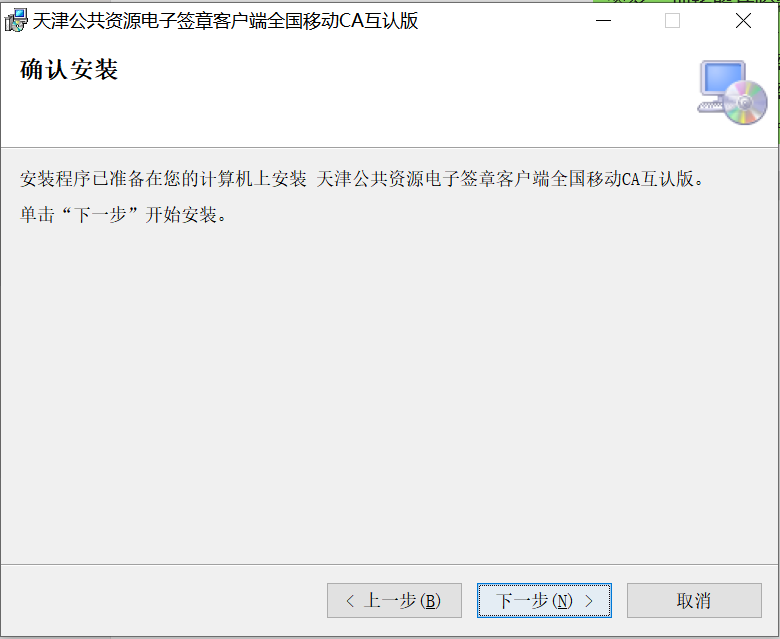 天津公共资源电子签章客户端全国移动CA互认版
确认安装
安装程序已准备在您的计算机上安装 天津公共资源电子签章客户端全国移动CA互认版。
单击“下一步”开始安装。
< 上一步(B)
下一步(N) >
取消